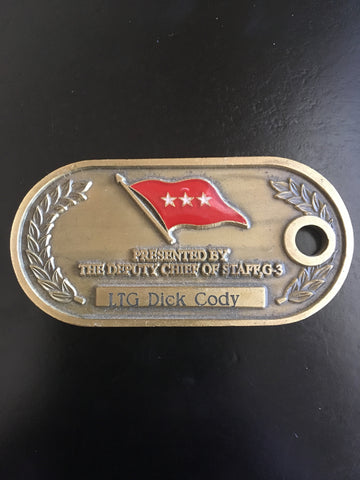 PRESENTED BY
THE DEPUTY CHIEF OF STAFF,G-3
LTG Dick Cody